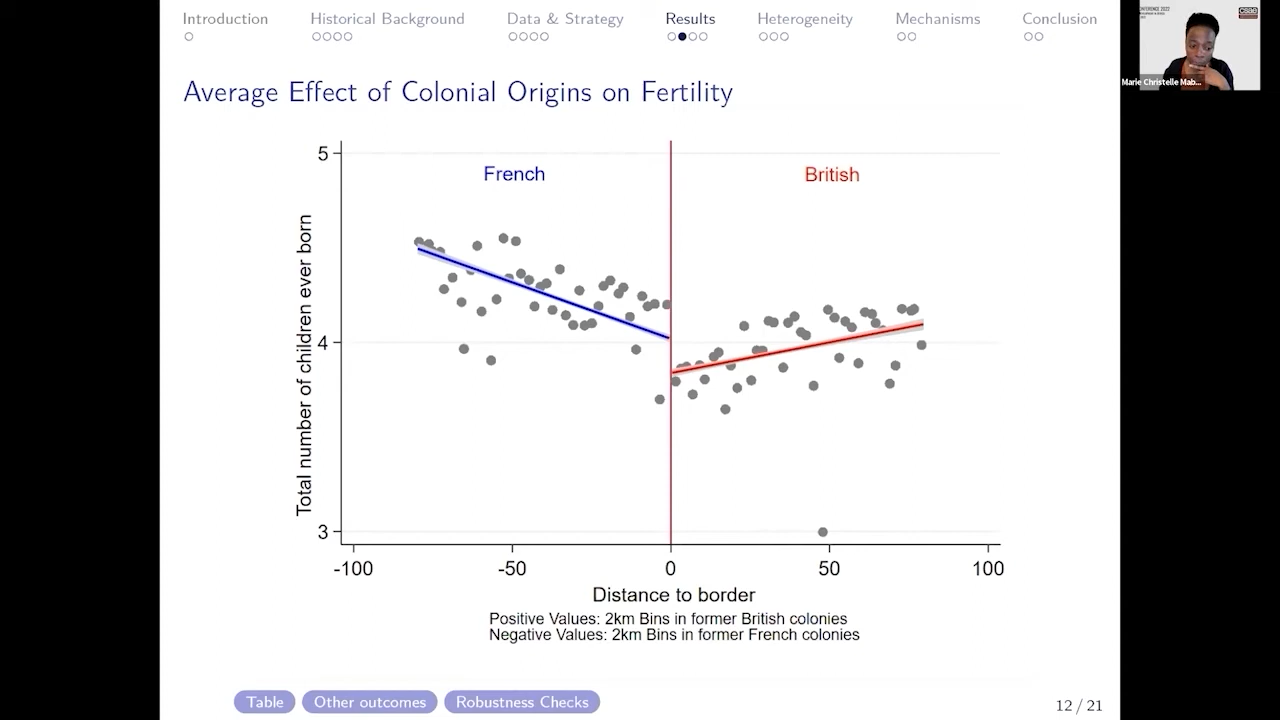 Introduction Historical Background Data & Strategy Results Heterogeneity Mechanisms Conclusion
CONFERENCE 2022
csae
Marie Christelle Mab...
Average Effect of Colonial Origins on Fertility
French British
Total number of children ever born
5
4
3
-100 -50 0 50 100
Distance to border
Positive Values: 2km Bins in former British colonies
Negative Values: 2km Bins in former French colonies
Table Other outcomes Robustness Checks
12 / 21